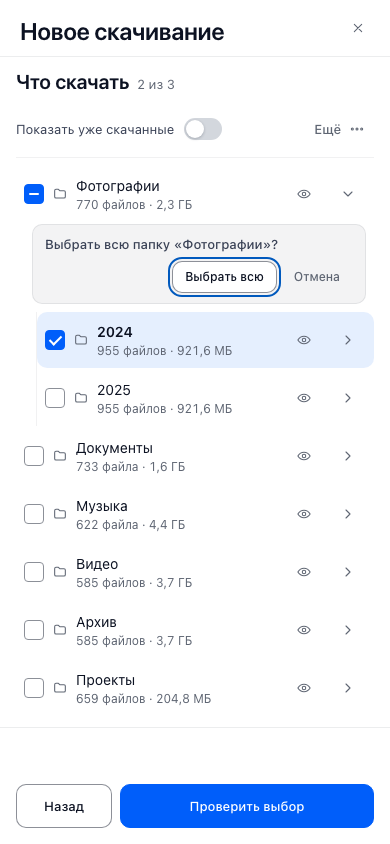 Новое скачивание
Что скачать 2 из 3
Показать уже скачанные Ещё
Фотографии
770 файлов · 2,3 ГБ
Выбрать всю папку «Фотографии»?
Выбрать всю Отмена
2024
955 файлов · 921,6 МБ
2025
955 файлов · 921,6 МБ
Документы
733 файла · 1,6 ГБ
Музыка
622 файла · 4,4 ГБ
Видео
585 файлов · 3,7 ГБ
Архив
585 файлов · 3,7 ГБ
Проекты
659 файлов · 204,8 МБ
Назад Проверить выбор